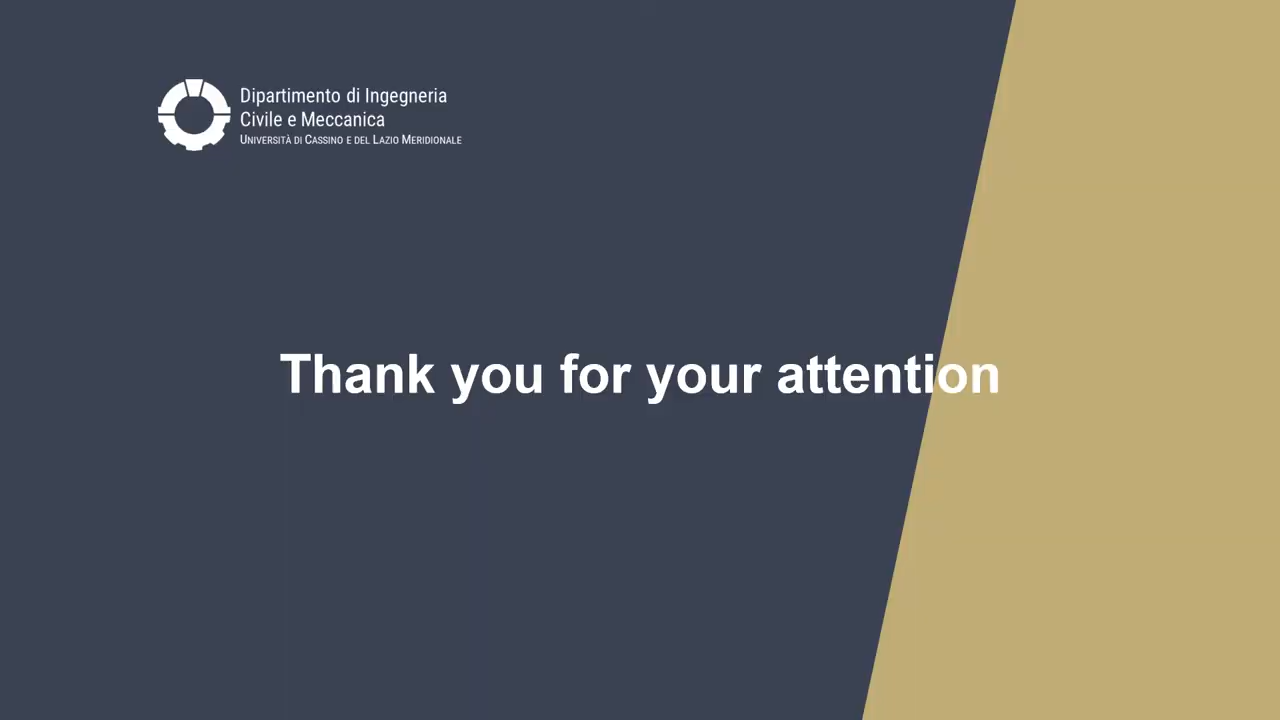 Dipartimento di Ingegneria
Civile e Meccanica
Università di Cassino e del Lazio Meridionale
Thank you for your attention